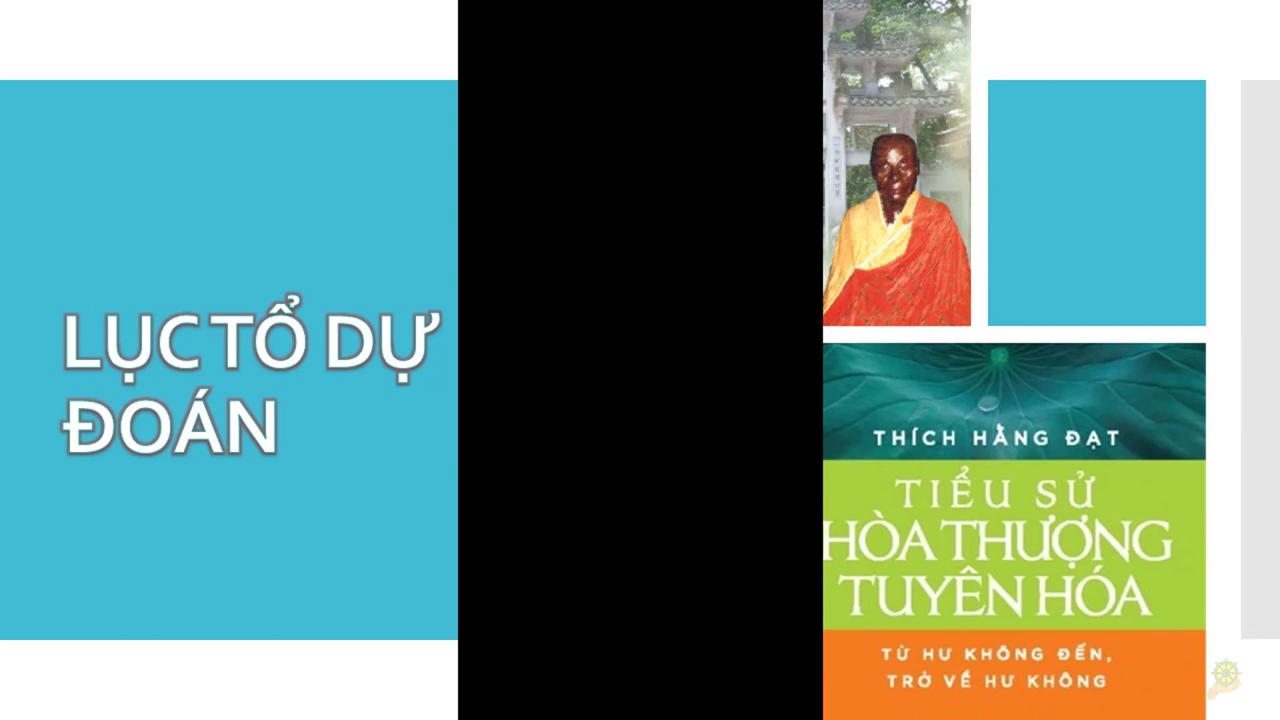 LỤC TỔ DỰ
ĐOÁN
THÍCH HẰNG ĐẠT
TIỂU SỬ
HÒA THƯỢNG
TUYÊN HÓA
TỪ HƯ KHÔNG ĐẾN,
TRỞ VỀ HƯ KHÔNG